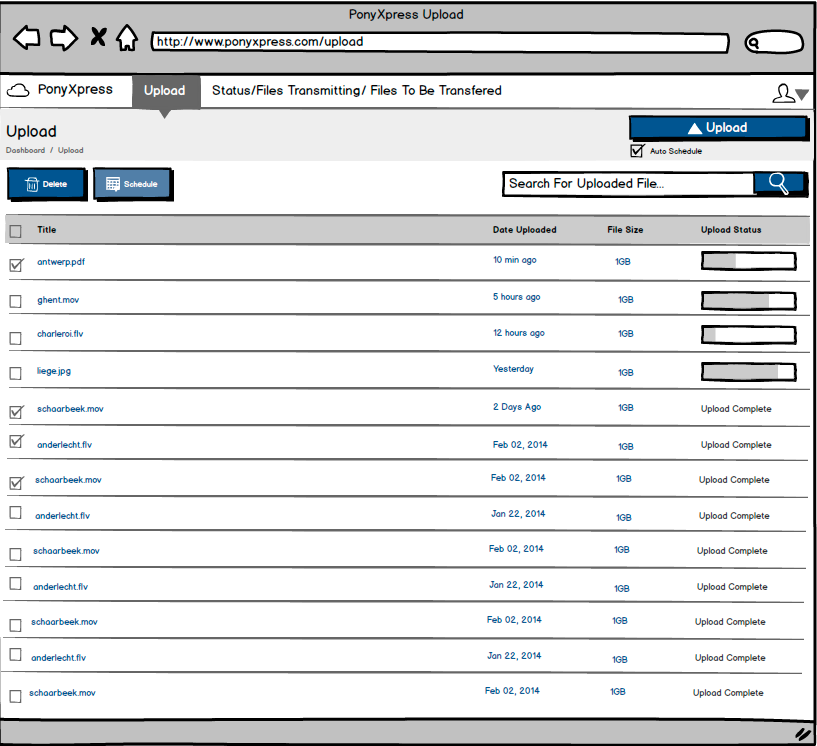 PonyXpress Upload
http://www.ponyxpress.com/upload
PonyXpress Upload Status/Files Transmitting/ Files To Be Transfered
Upload
Upload
Dashboard / Upload
Auto Schedule
Delete Schedule Search For Uploaded File...
Title Date Uploaded File Size Upload Status
antwerp.pdf 10 min ago 1GB
ghent.mov 5 hours ago 1GB
charleroi.flv 12 hours ago 1GB
liege.jpg Yesterday 1GB
schaarbeek.mov 2 Days Ago 1GB Upload Complete
anderlecht.flv Feb 02, 2014 1GB Upload Complete
schaarbeek.mov Feb 02, 2014 1GB Upload Complete
anderlecht.flv Jan 22, 2014 1GB Upload Complete
schaarbeek.mov Feb 02, 2014 1GB Upload Complete
anderlecht.flv Jan 22, 2014 1GB Upload Complete
schaarbeek.mov Feb 02, 2014 1GB Upload Complete
anderlecht.flv Jan 22, 2014 1GB Upload Complete
schaarbeek.mov Feb 02, 2014 1GB Upload Complete